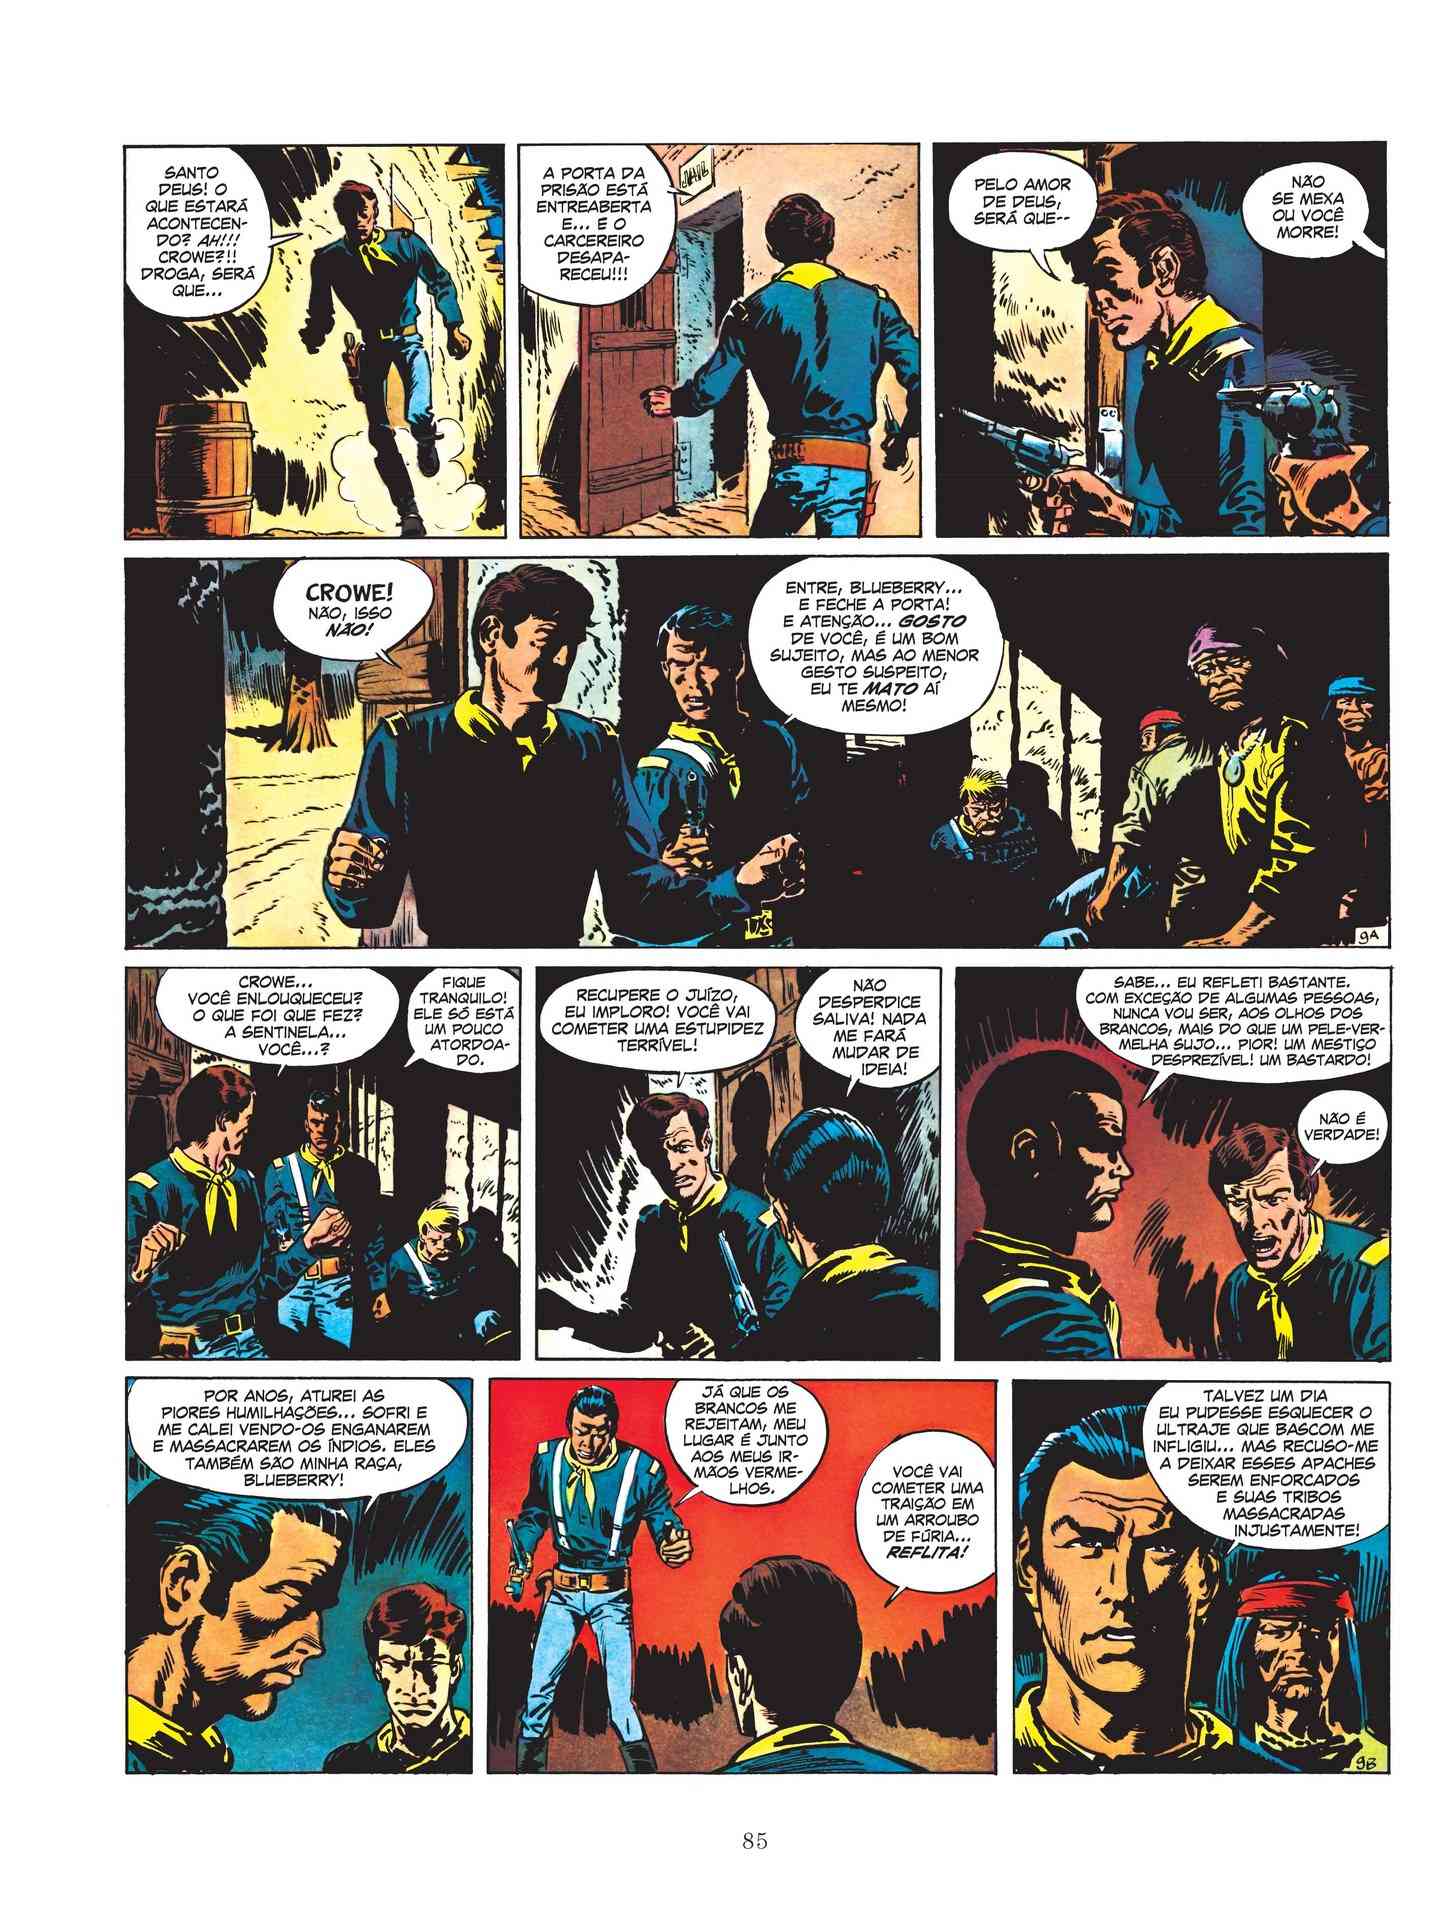 SANTO
DEUS! O
QUE ESTARÁ
ACONTECEN-
DO? AH!!!
CROWE?!!
DROGA, SERÁ
QUE...
A PORTA DA
PRISÃO ESTÁ
ENTREABERTA
E... E O
CARCEREIRO
DESAPA-
RECEU!!!
JAIL
PELO AMOR
DE DEUS,
SERÁ QUE--
NÃO
SE MEXA
OU VOCÊ
MORRE!
CROWE!
NÃO, ISSO
NÃO!
ENTRE, BLUEBERRY...
E FECHE A PORTA!
E ATENÇÃO... GOSTO
DE VOCÊ, É UM BOM
SUJEITO, MAS AO MENOR
GESTO SUSPEITO,
EU TE MATO AÍ
MESMO!
9A
CROWE...
VOCÊ ENLOUQUECEU?
O QUE FOI QUE FEZ?
A SENTINELA...
VOCÊ...?
FIQUE
TRANQUILO!
ELE SÓ ESTÁ
UM POUCO
ATORDOA-
DO.
RECUPERE O JUÍZO,
EU IMPLORO! VOCÊ VAI
COMETER UMA ESTUPIDEZ
TERRÍVEL!
NÃO
DESPERDICE
SALIVA! NADA
ME FARÁ
MUDAR DE
IDEIA!
SABE... EU REFLETI BASTANTE.
COM EXCEÇÃO DE ALGUMAS PESSOAS,
NUNCA VOU SER, AOS OLHOS DOS
BRANCOS, MAIS DO QUE UM PELE-VER-
MELHA SUJO... PIOR! UM MESTIÇO
DESPREZÍVEL! UM BASTARDO!
NÃO É
VERDADE!
POR ANOS, ATUREI AS
PIORES HUMILHAÇÕES... SOFRI E
ME CALEI VENDO-OS ENGANAREM
E MASSACRAREM OS ÍNDIOS. ELES
TAMBÉM SÃO MINHA RAÇA,
BLUEBERRY!
JÁ QUE OS
BRANCOS ME
REJEITAM, MEU
LUGAR É JUNTO
AOS MEUS IR-
MÃOS VERME-
LHOS.
VOCÊ VAI
COMETER UMA
TRAIÇÃO EM
UM ARROUBO
DE FÚRIA...
REFLITA!
TALVEZ UM DIA
EU PUDESSE ESQUECER O
ULTRAJE QUE BASCOM ME
INFLIGIU... MAS RECUSO-ME
A DEIXAR ESSES APACHES
SEREM ENFORCADOS
E SUAS TRIBOS
MASSACRADAS
INJUSTAMENTE!
9B
85